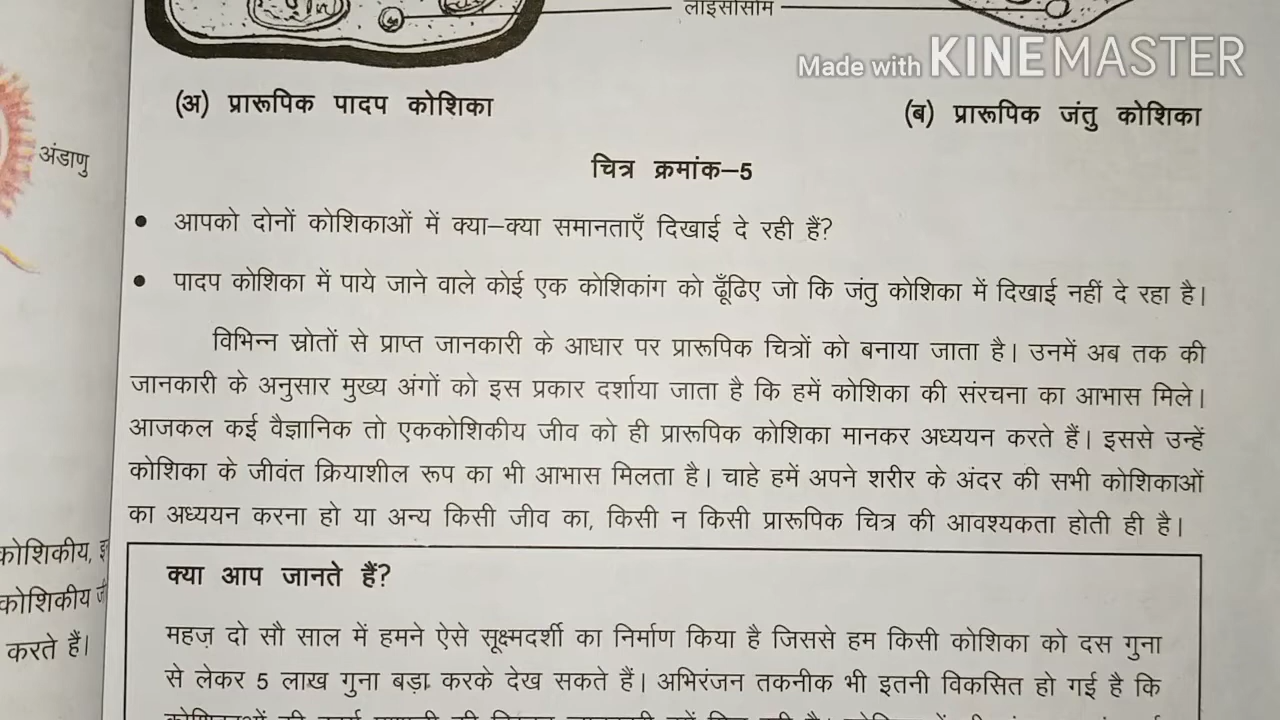 लाइसोसोम
Made with KINEMASTER
(अ) प्रारूपिक पादप कोशिका
(ब) प्रारूपिक जंतु कोशिका
अंडाणु
चित्र क्रमांक–5
• आपको दोनों कोशिकाओं में क्या–क्या समानताएँ दिखाई दे रही हैं?
• पादप कोशिका में पाये जाने वाले कोई एक कोशिकांग को ढूँढिए जो कि जंतु कोशिका में दिखाई नहीं दे रहा है।
विभिन्न स्रोतों से प्राप्त जानकारी के आधार पर प्रारूपिक चित्रों को बनाया जाता है। उनमें अब तक की
जानकारी के अनुसार मुख्य अंगों को इस प्रकार दर्शाया जाता है कि हमें कोशिका की संरचना का आभास मिले।
आजकल कई वैज्ञानिक तो एककोशिकीय जीव को ही प्रारूपिक कोशिका मानकर अध्ययन करते हैं। इससे उन्हें
कोशिका के जीवंत क्रियाशील रूप का भी आभास मिलता है। चाहे हमें अपने शरीर के अंदर की सभी कोशिकाओं
का अध्ययन करना हो या अन्य किसी जीव का, किसी न किसी प्रारूपिक चित्र की आवश्यकता होती ही है।
कोशिकीय,
कोशिकीय
करते हैं।
क्या आप जानते हैं?
महज़ दो सौ साल में हमने ऐसे सूक्ष्मदर्शी का निर्माण किया है जिससे हम किसी कोशिका को दस गुना
से लेकर 5 लाख गुना बड़ा करके देख सकते हैं। अभिरंजन तकनीक भी इतनी विकसित हो गई है कि